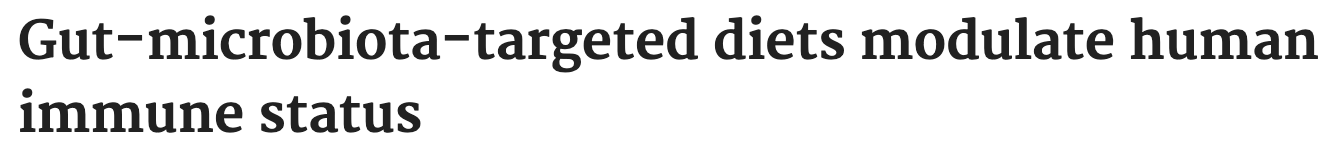 Gut-microbiota-targeted diets modulate human
immune status